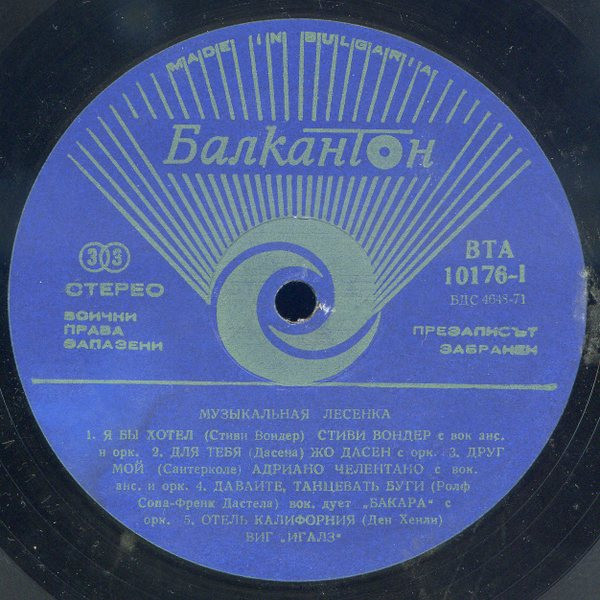 MADE IN BULGARIA
Балкантон
33
СТЕРЕО
ВСИЧКИ
ПРАВА
ЗАПАЗЕНИ
ВТА
10176-I
БДС 4648-71
ПРЕЗАПИСЪТ
ЗАБРАНЕН
МУЗЫКАЛЬНАЯ ЛЕСЕНКА
1. Я БЫ ХОТЕЛ (Стиви Вондер) СТИВИ ВОНДЕР с вок анс.
и орк. 2. ДЛЯ ТЕБЯ (Дасена) ЖО ДАСЕН с орк. 3. ДРУГ
МОЙ (Сантерколе) АДРИАНО ЧЕЛЕНТАНО с вок.
анс. и орк 4. ДАВАЙТЕ, ТАНЦЕВАТЬ БУГИ (Ролф
Сова-Френк Дастела) вок. дует „БАКАРА" с
орк. 5. ОТЕЛЬ КАЛИФОРНИЯ (Ден Хенли)
ВИГ „ИГАЛЗ"